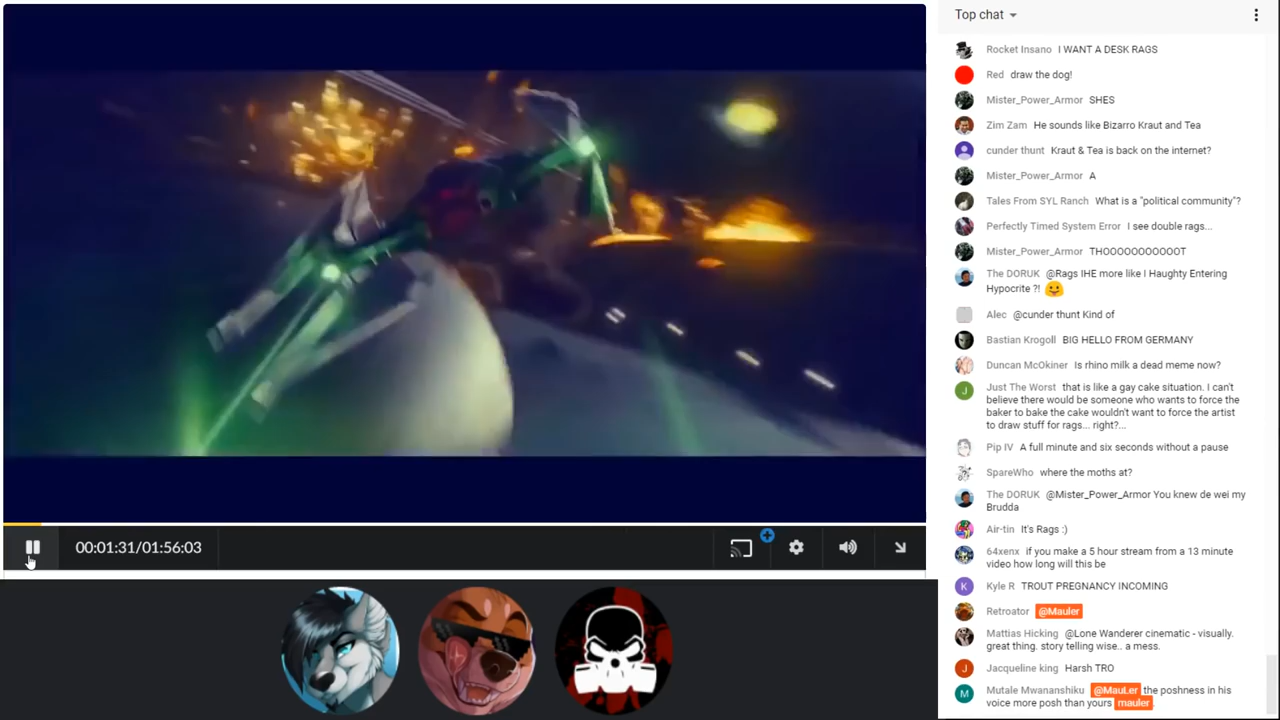 Top chat
Rocket Insano I WANT A DESK RAGS
Red draw the dog!
Mister_Power_Armor SHES
Zim Zam He sounds like Bizarro Kraut and Tea
cunder thunt Kraut & Tea is back on the internet?
Mister_Power_Armor A
Tales From SYL Ranch What is a "political community"?
Perfectly Timed System Error I see double rags...
Mister_Power_Armor THOOOOOOOOOOT
The DORUK @Rags IHE more like I Haughty Entering
Hypocrite ?!
Alec @cunder thunt Kind of
Bastian Krogoll BIG HELLO FROM GERMANY
Duncan McOkiner Is rhino milk a dead meme now?
J Just The Worst that is like a gay cake situation. I can't
believe there would be someone who wants to force the
baker to bake the cake wouldn't want to force the artist
to draw stuff for rags... right?...
Pip IV A full minute and six seconds without a pause
SpareWho where the moths at?
The DORUK @Mister_Power_Armor You knew de wei my
Brudda
Air-tin It's Rags :)
64xenx if you make a 5 hour stream from a 13 minute
video how long will this be
K Kyle R TROUT PREGNANCY INCOMING
Retroator @Mauler
Mattias Hicking @Lone Wanderer cinematic - visually.
great thing. story telling wise.. a mess.
J Jacqueline king Harsh TRO
M Mutale Mwananshiku @MauLer the poshness in his
voice more posh than yours mauler
00:01:31/01:56:03